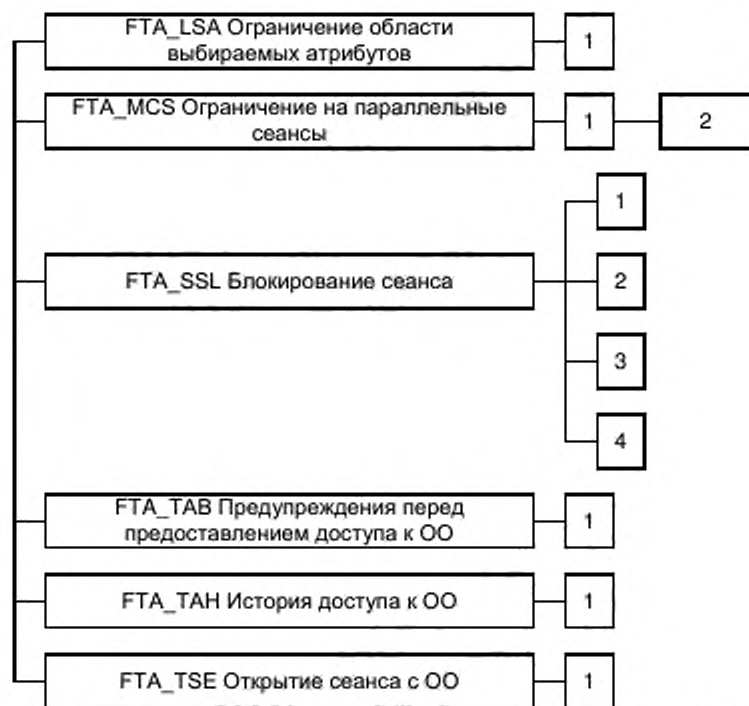 FTA_LSA Ограничение области
выбираемых атрибутов
1
FTA_MCS Ограничение на параллельные
сеансы
1
2
1
FTA_SSL Блокирование сеанса
2
3
4
FTA_TAB Предупреждения перед
предоставлением доступа к ОО
1
FTA_TAH История доступа к ОО
1
FTA_TSE Открытие сеанса с ОО
1